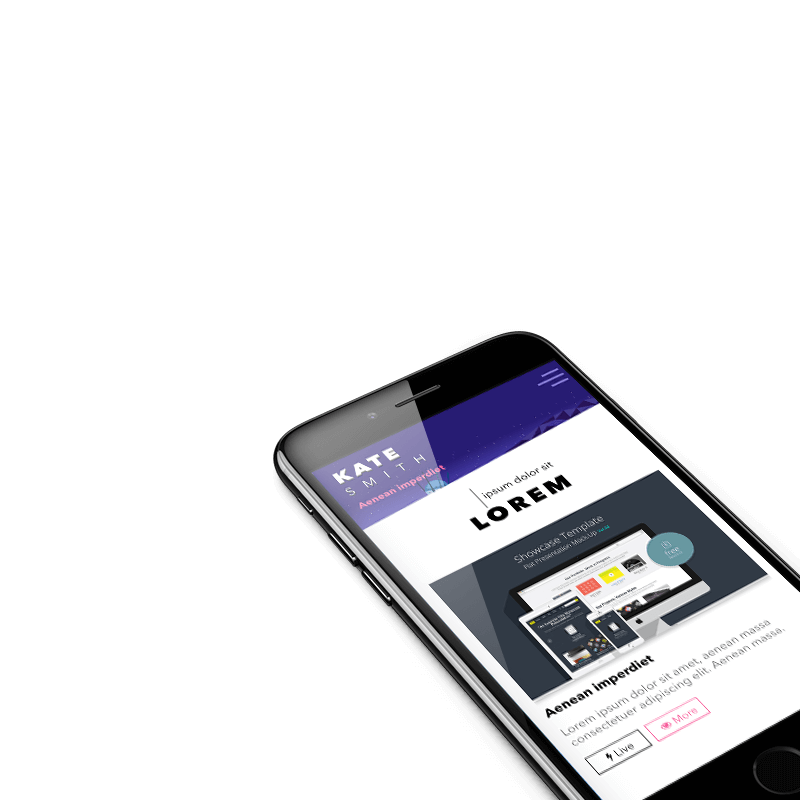 KATE
SMITH
Aenean imperdiet
ipsum dolor sit
LOREM
Showcase Template
Flat Presentation Mock Up
free
Aenean imperdiet
Lorem ipsum dolor sit amet, aenean massa
consectetuer adipiscing elit. Aenean massa.
Live
More